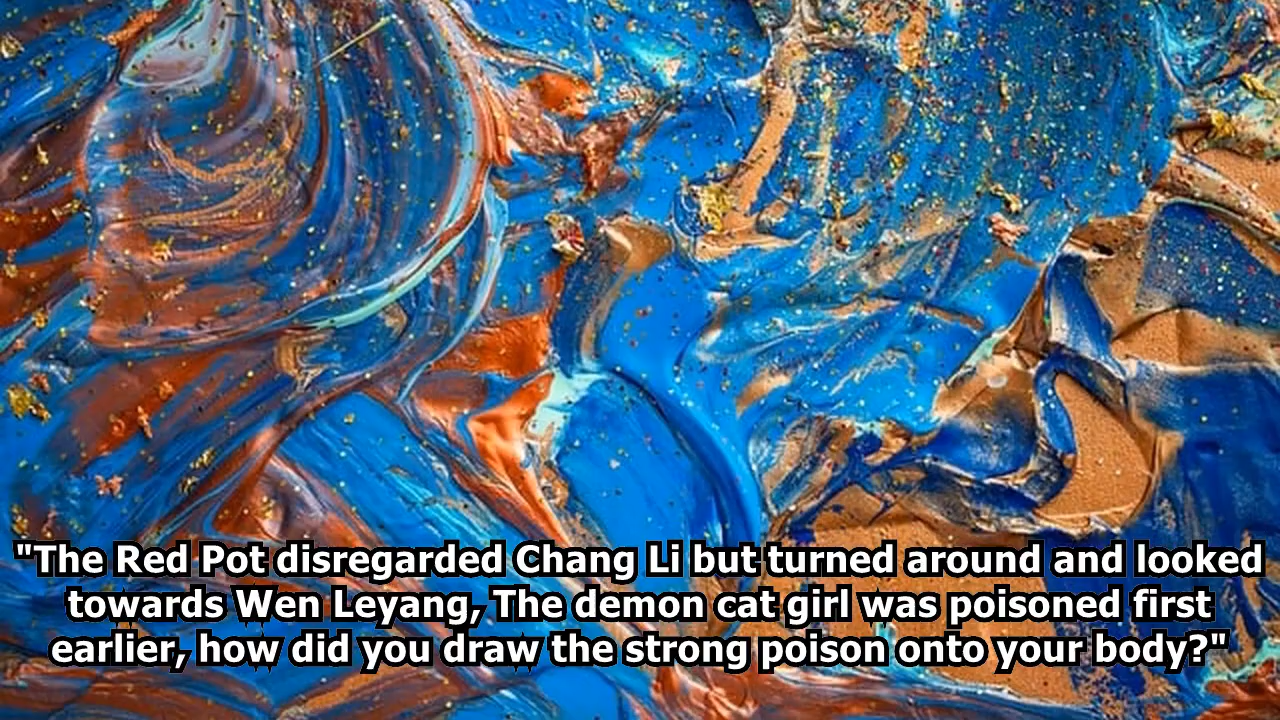 "The Red Pot disregarded Chang Li but turned around and looked
towards Wen Leyang, The demon cat girl was poisoned first
earlier, how did you draw the strong poison onto your body?"